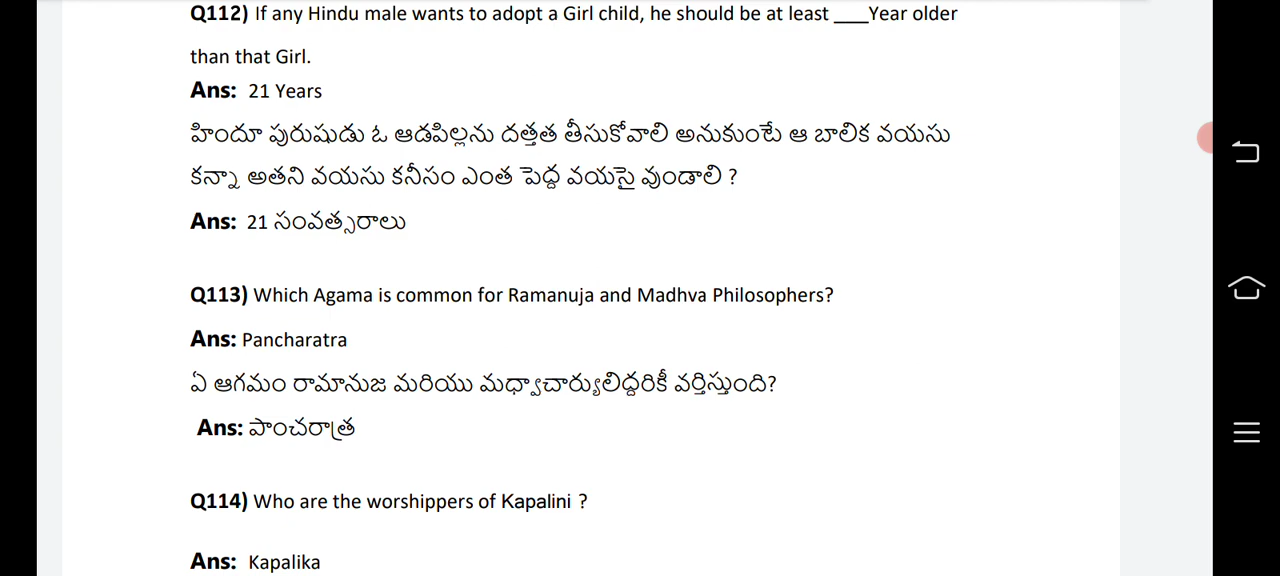 Q112) If any Hindu male wants to adopt a Girl child, he should be at least ___Year older
than that Girl.
Ans: 21 Years
హిందూ పురుషుడు ఓ ఆడపిల్లను దత్తత తీసుకోవాలి అనుకుంటే ఆ బాలిక వయసు
కన్నా అతని వయసు కనీసం ఎంత పెద్ద వయసై వుండాలి ?
Ans: 21 సంవత్సరాలు
Q113) Which Agama is common for Ramanuja and Madhva Philosophers?
Ans: Pancharatra
ఏ ఆగమం రామానుజ మరియు మధ్వాచార్యులిద్దరికీ వర్తిస్తుంది?
Ans: పాంచరాత్ర
Q114) Who are the worshippers of Kapalini ?
Ans: Kapalika